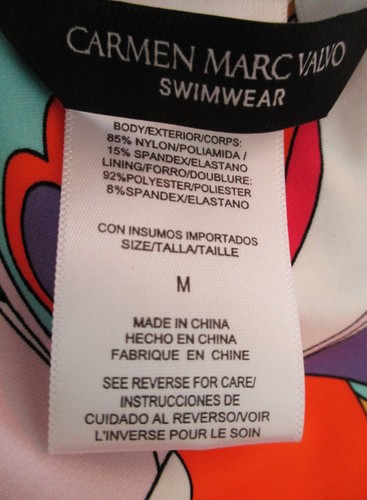 CARMEN MARC VALVO
SWIMWEAR
BODY/EXTERIOR/CORPS:
85% NYLON/POLIAMIDA/
15% SPANDEX/ELASTANO
LINING/FORRO/DOUBLURE:
92%POLYESTER/POLIESTER
8%SPANDEX/ELASTANO
CON INSUMOS IMPORTADOS
SIZE/TALLA/TAILLE
M
MADE IN CHINA
HECHO EN CHINA
FABRIQUE EN CHINE
SEE REVERSE FOR CARE/
INSTRUCCIONES DE
CUIDADO AL REVERSO/VOIR
L'INVERSE POUR LE SOIN